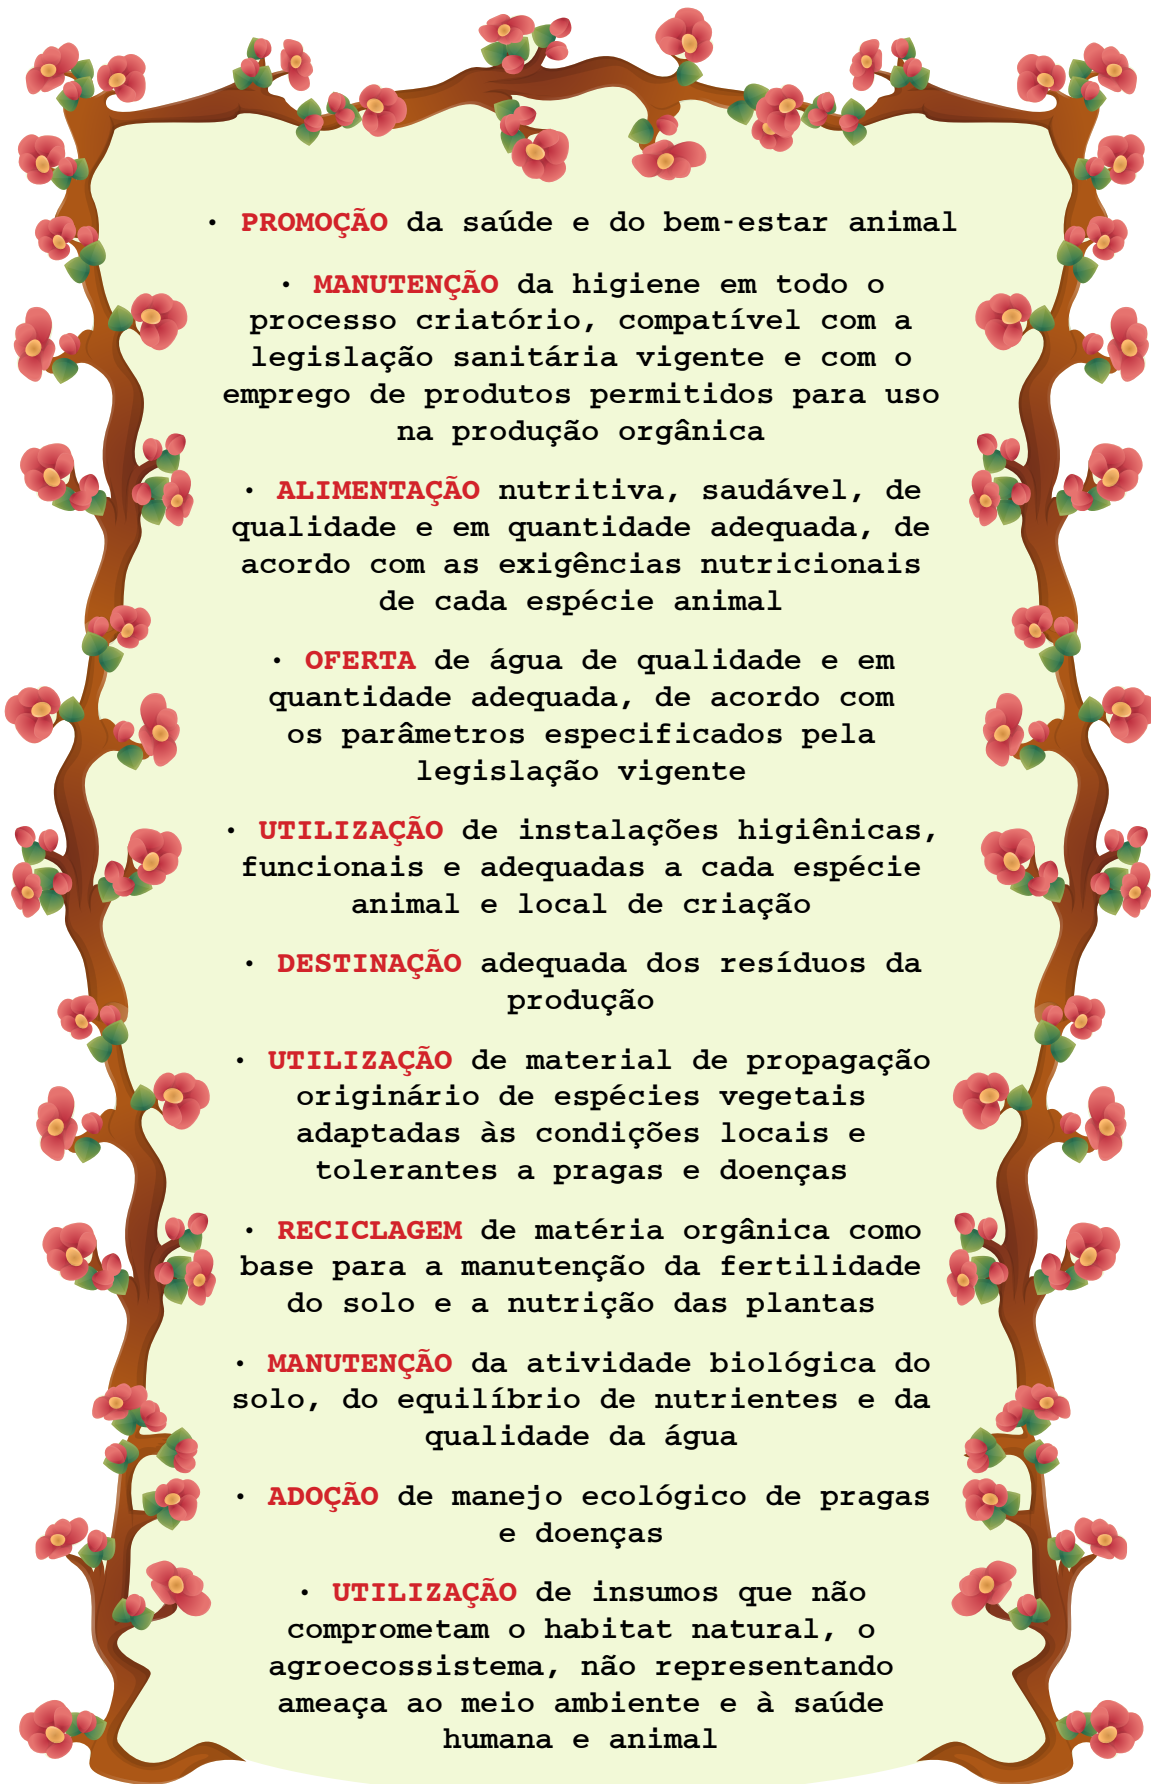 · PROMOÇÃO da saúde e do bem-estar animal
· MANUTENÇÃO da higiene em todo o
processo criatório, compatível com a
legislação sanitária vigente e com o
emprego de produtos permitidos para uso
na produção orgânica
· ALIMENTAÇÃO nutritiva, saudável, de
qualidade e em quantidade adequada, de
acordo com as exigências nutricionais
de cada espécie animal
· OFERTA de água de qualidade e em
quantidade adequada, de acordo com
os parâmetros especificados pela
legislação vigente
· UTILIZAÇÃO de instalações higiênicas,
funcionais e adequadas a cada espécie
animal e local de criação
· DESTINAÇÃO adequada dos resíduos da
produção
· UTILIZAÇÃO de material de propagação
originário de espécies vegetais
adaptadas às condições locais e
tolerantes a pragas e doenças
· RECICLAGEM de matéria orgânica como
base para a manutenção da fertilidade
do solo e a nutrição das plantas
· MANUTENÇÃO da atividade biológica do
solo, do equilíbrio de nutrientes e da
qualidade da água
· ADOÇÃO de manejo ecológico de pragas
e doenças
· UTILIZAÇÃO de insumos que não
comprometam o habitat natural, o
agroecossistema, não representando
ameaça ao meio ambiente e à saúde
humana e animal